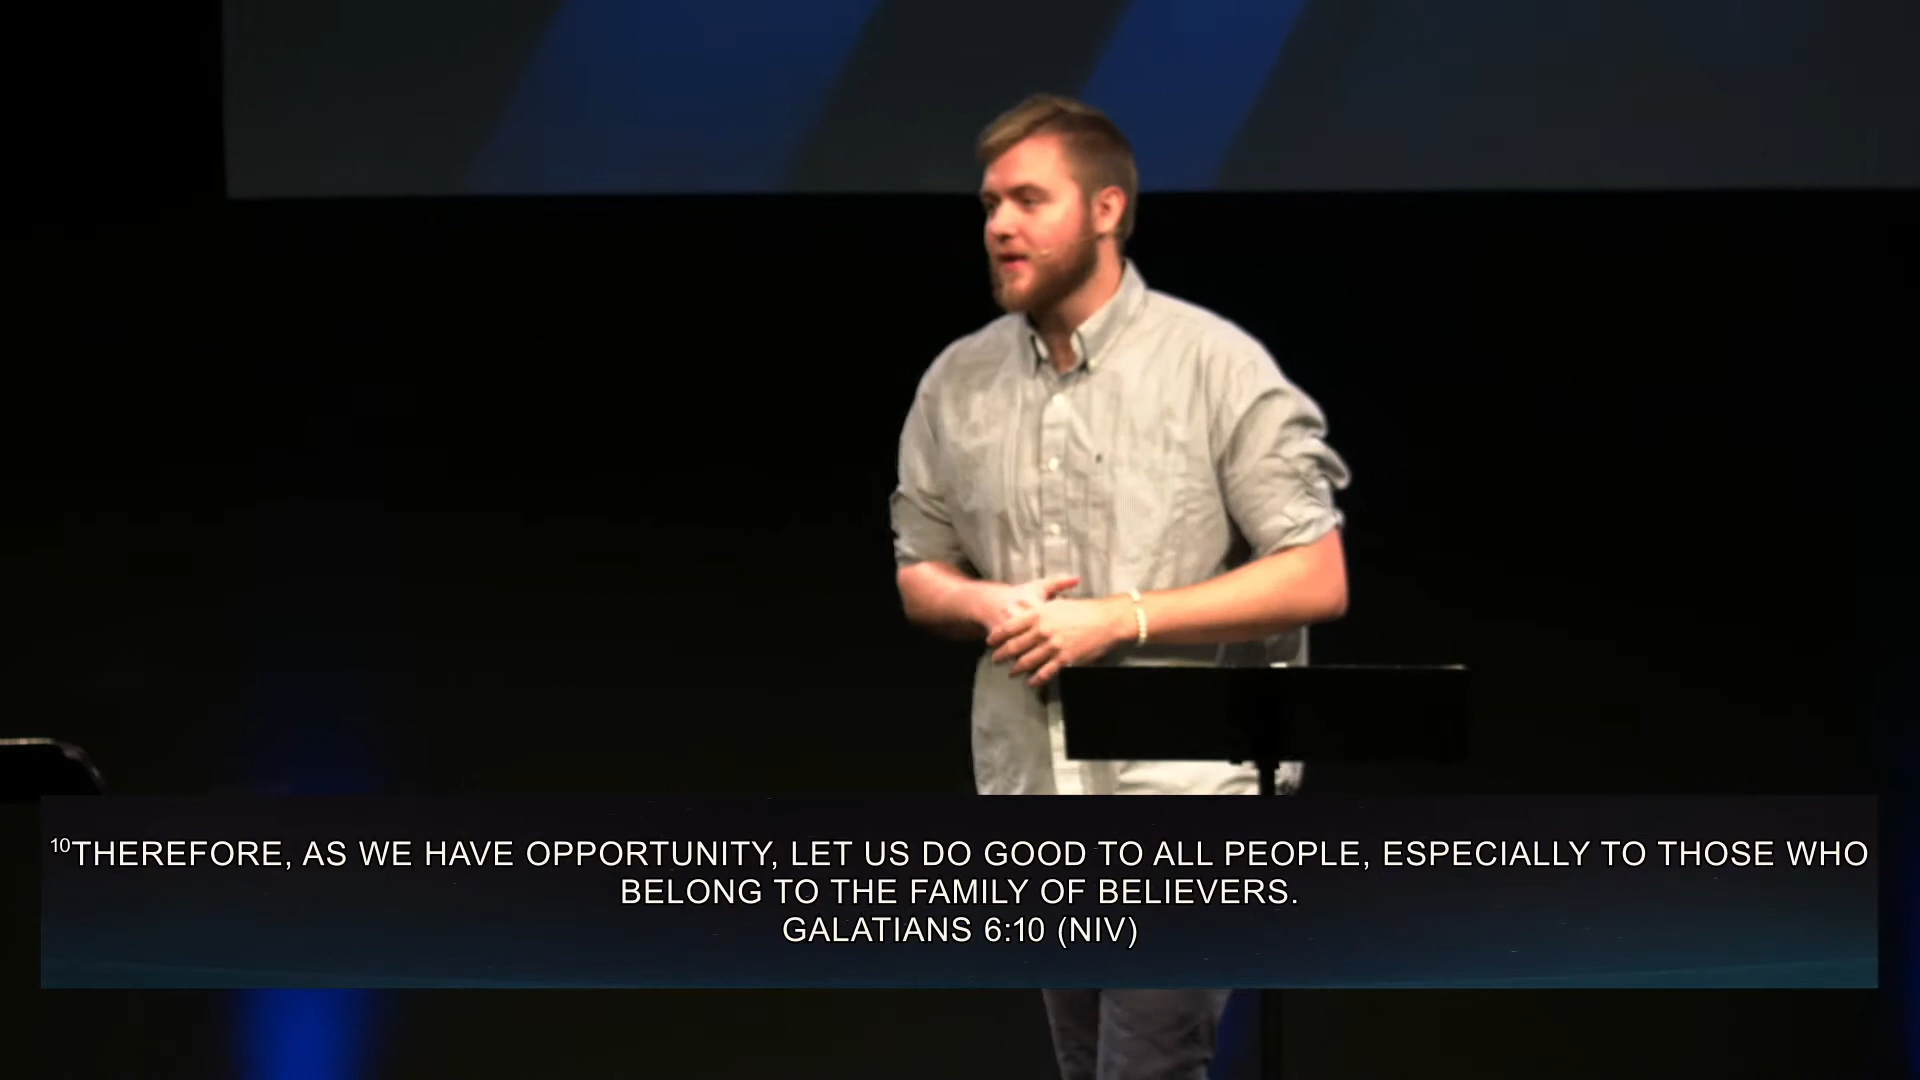 ¹⁰THEREFORE, AS WE HAVE OPPORTUNITY, LET US DO GOOD TO ALL PEOPLE, ESPECIALLY TO THOSE WHO
BELONG TO THE FAMILY OF BELIEVERS.
GALATIANS 6:10 (NIV)